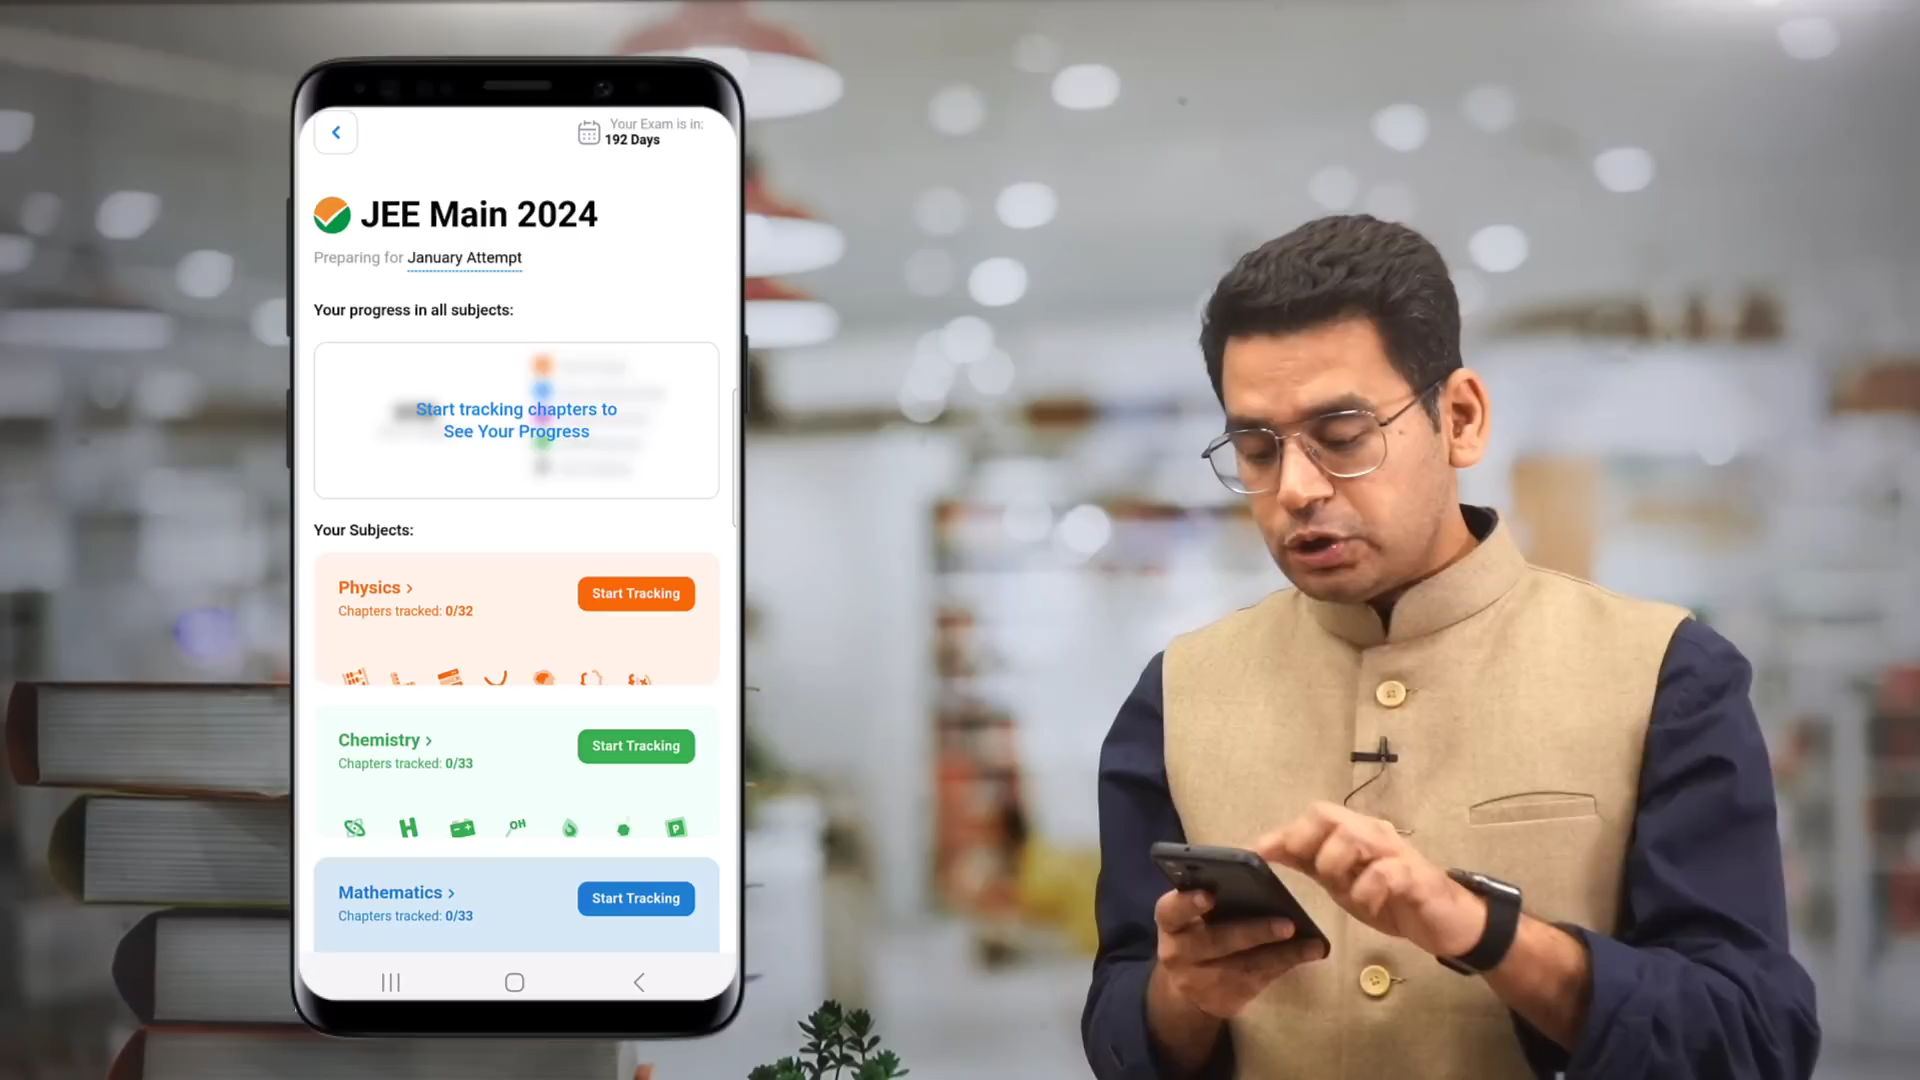 Your Exam is in:
192 Days
JEE Main 2024
Preparing for January Attempt
Your progress in all subjects:
Start tracking chapters to
See Your Progress
Your Subjects:
Physics
Start Tracking
Chapters tracked: 0/32
Chemistry
Start Tracking
Chapters tracked: 0/33
H
OH
P
Mathematics
Start Tracking
Chapters tracked: 0/33